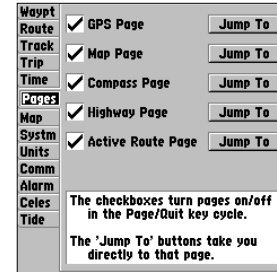 Waypt
Route
Track
Trip
Time
Pages
Map
Systm
Units
Comm
Alarm
Celes
Tide
GPS Page Jump To
Map Page Jump To
Compass Page Jump To
Highway Page Jump To
Active Route Page Jump To
The checkboxes turn pages on/off
in the Page/Quit key cycle.
The 'Jump To' buttons take you
directly to that page.